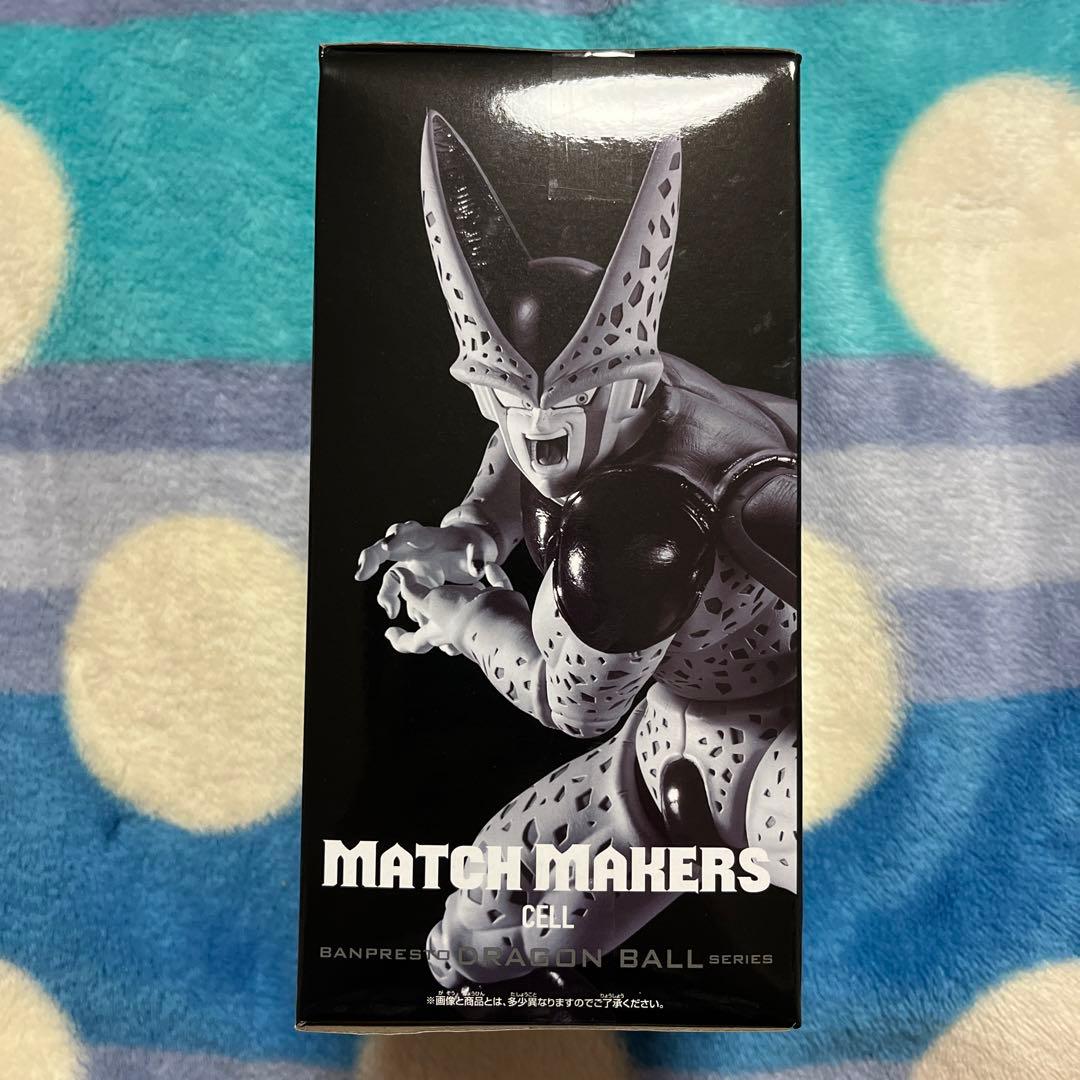 MATCH MAKERS
CELL
BANPRESTO DRAGON BALL SERIES
※画像と商品とは、多少異なりますのでご了承ください。